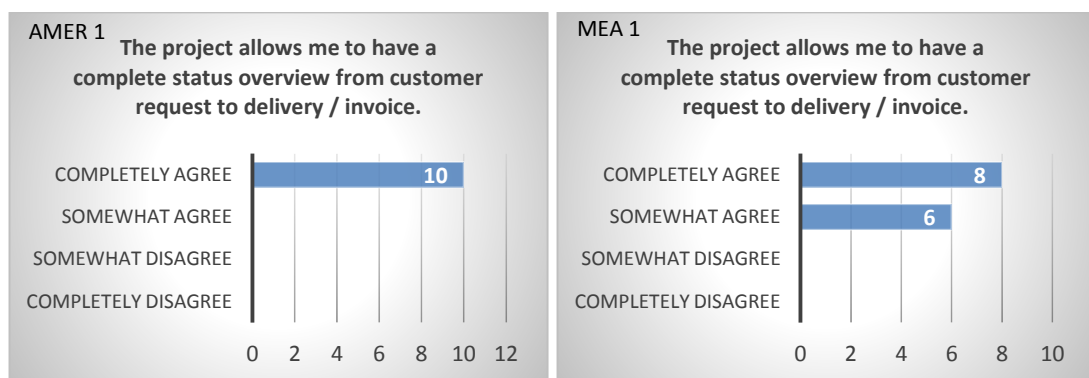 AMER 1
The project allows me to have a
complete status overview from customer
request to delivery / invoice.
COMPLETELY AGREE
10
SOMEWHAT AGREE
SOMEWHAT DISAGREE
COMPLETELY DISAGREE
0 2 4 6 8 10 12
MEA 1
The project allows me to have a
complete status overview from customer
request to delivery / invoice.
COMPLETELY AGREE
8
SOMEWHAT AGREE
6
SOMEWHAT DISAGREE
COMPLETELY DISAGREE
0 2 4 6 8 10